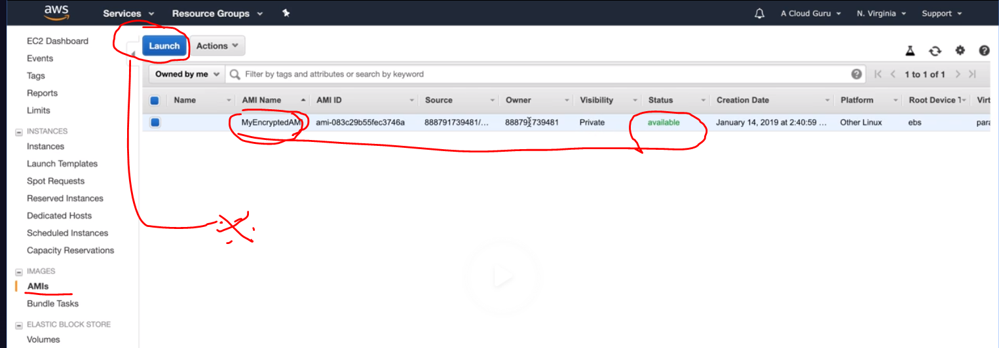 aws Services Resource Groups A Cloud Guru N. Virginia Support
EC2 Dashboard
Events
Tags
Reports
Limits
INSTANCES
Instances
Launch Templates
Spot Requests
Reserved Instances
Dedicated Hosts
Scheduled Instances
Capacity Reservations
IMAGES
AMIs
Bundle Tasks
ELASTIC BLOCK STORE
Volumes
Launch Actions
Owned by me Filter by tags and attributes or search by keyword 1 to 1 of 1
Name AMI Name AMI ID Source Owner Visibility Status Creation Date Platform Root Device T Virt
MyEncryptedAM ami-083c29b55fec3746a 888791739481/... 888791739481 Private available January 14, 2019 at 2:40:59 ... Other Linux ebs para